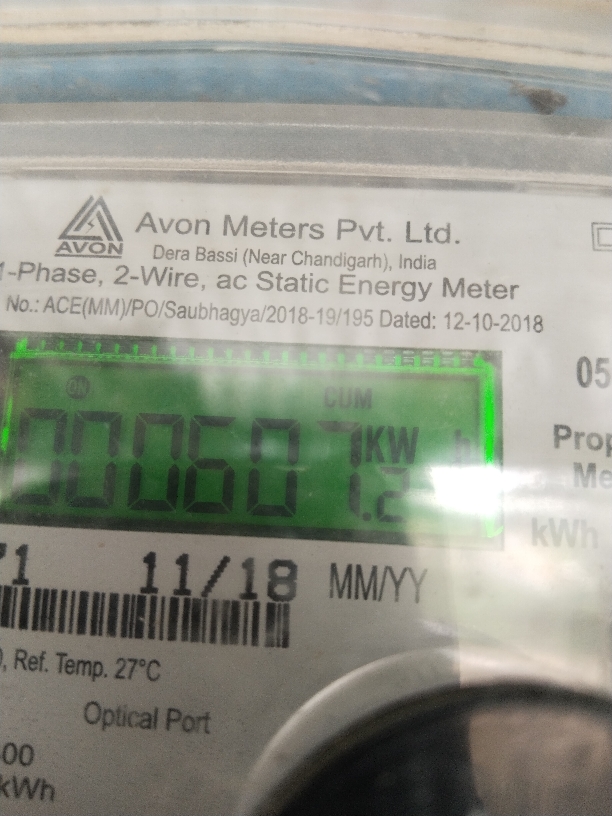 AVON
Avon Meters Pvt. Ltd.
Dera Bassi (Near Chandigarh), India
1-Phase, 2-Wire, ac Static Energy Meter
No.: ACE(MM)/PO/Saubhagya/2018-19/195 Dated: 12-10-2018
05
CUM
000607.2 KW h
Prop
Me
kWh
71 11/18 MM/YY
, Ref. Temp. 27°C
Optical Port
00
kWh